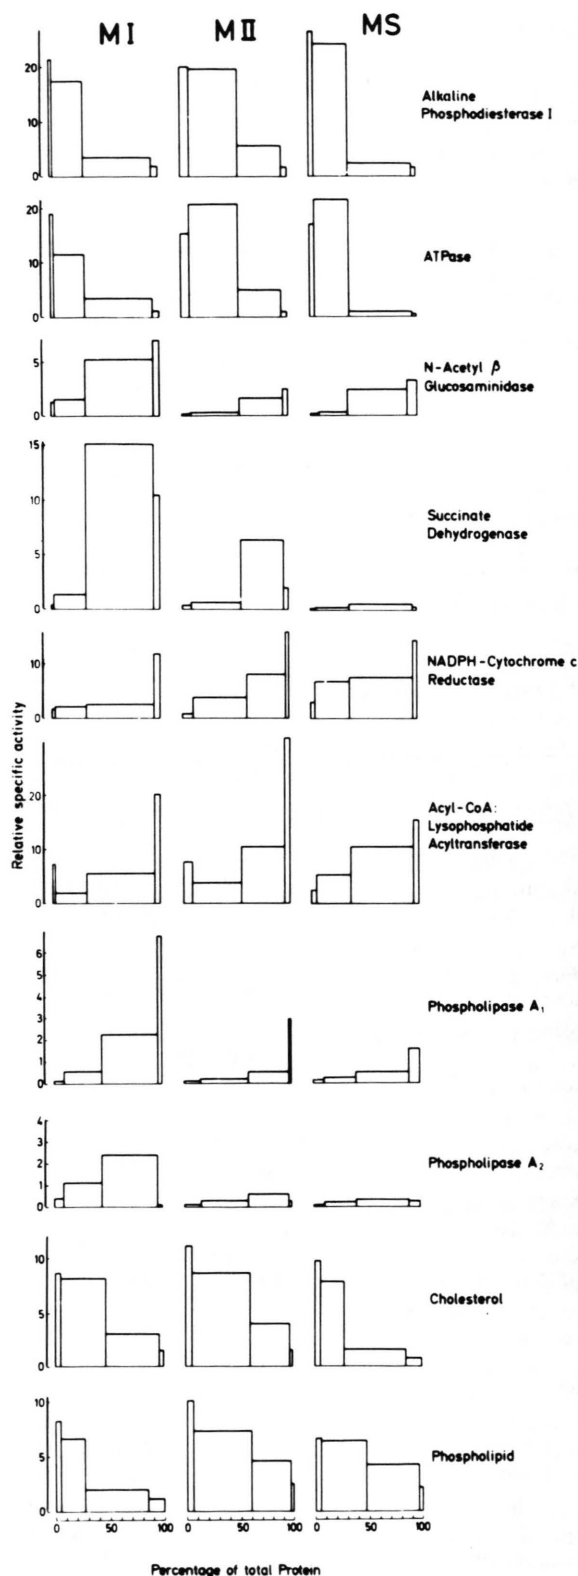 MI MII MS
20
10
0
Alkaline
Phosphodiesterase I
20
10
0
ATPase
5
0
N-Acetyl β
Glucosaminidase
15
10
5
0
Succinate
Dehydrogenase
10
0
NADPH-Cytochrome c
Reductase
Relative specific activity
20
10
0
Acyl-CoA:
Lysophosphatide
Acyltransferase
6
5
4
3
2
1
0
Phospholipase A₁
4
3
2
1
0
Phospholipase A₂
10
5
0
Cholesterol
10
5
0
Phospholipid
0 50 100 0 50 100 0 50 100
Percentage of total Protein